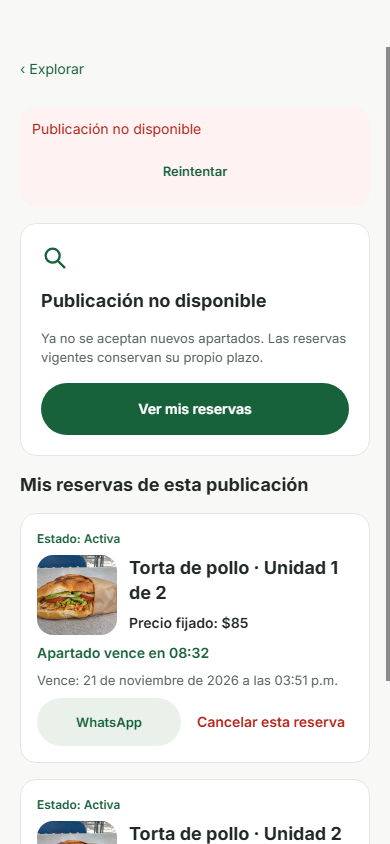 ‹ Explorar
Publicación no disponible
Reintentar
Publicación no disponible
Ya no se aceptan nuevos apartados. Las reservas
vigentes conservan su propio plazo.
Ver mis reservas
Mis reservas de esta publicación
Estado: Activa
Torta de pollo · Unidad 1
de 2
Precio fijado: $85
Apartado vence en 08:32
Vence: 21 de noviembre de 2026 a las 03:51 p.m.
WhatsApp
Cancelar esta reserva
Estado: Activa
Torta de pollo · Unidad 2